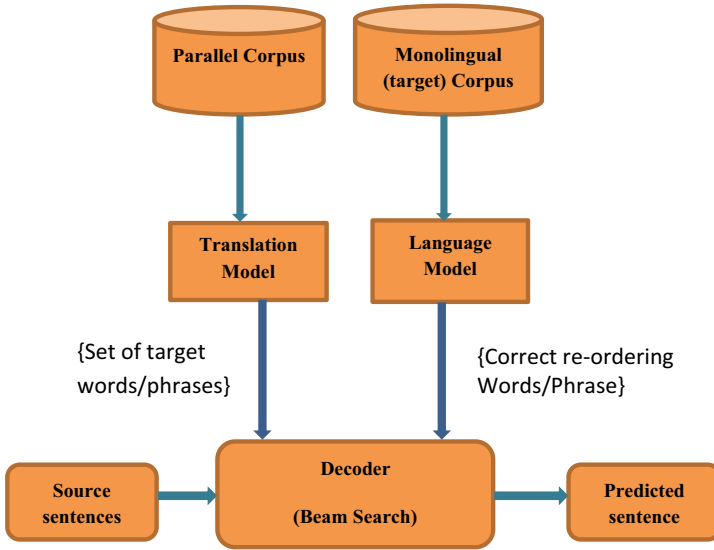 Parallel Corpus
Monolingual
(target) Corpus
Translation
Model
Language
Model
{Set of target
words/phrases}
{Correct re-ordering
Words/Phrase}
Source
sentences
Decoder
(Beam Search)
Predicted
sentence